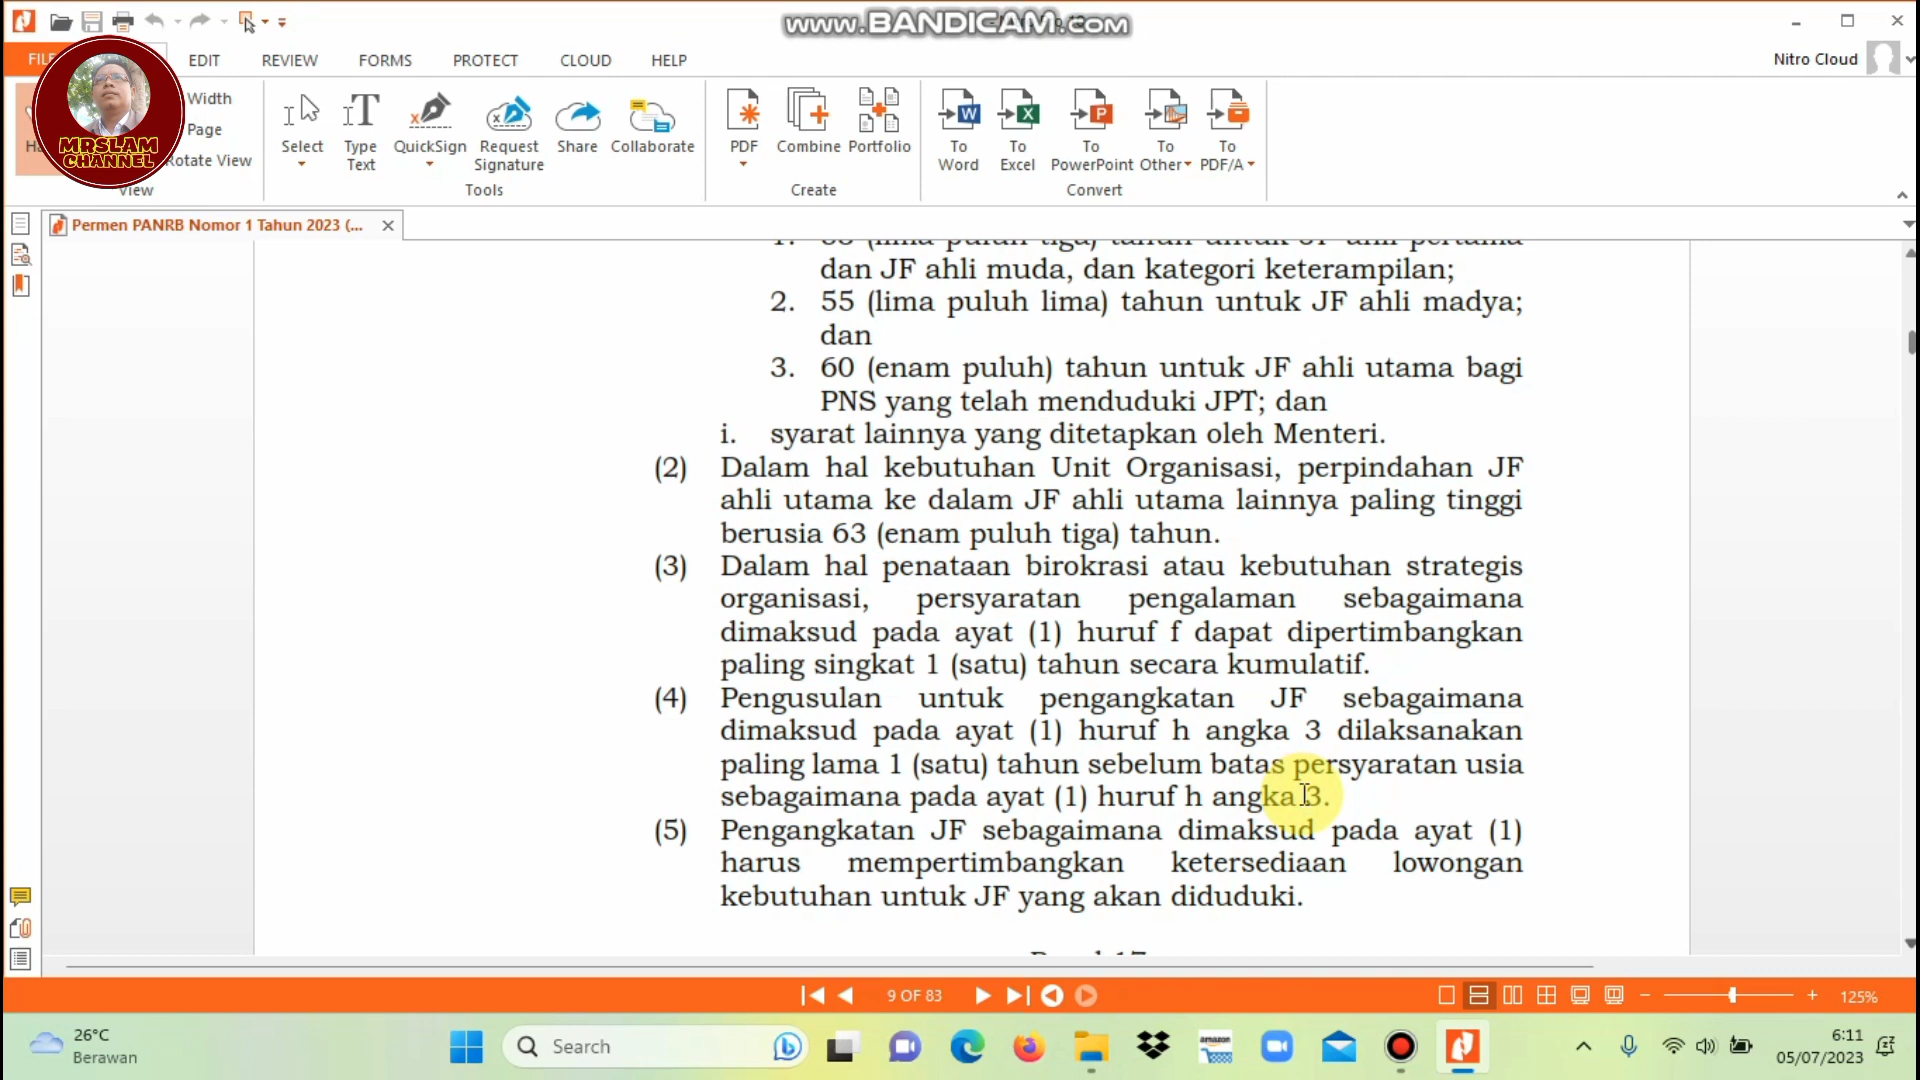 www.BANDICAM.com
FILE
EDIT
REVIEW
FORMS
PROTECT
CLOUD
HELP
Nitro Cloud
MRSLAM
CHANNEL
Width
Page
Rotate View
View
Select
Type
Text
QuickSign
Request
Signature
Share
Collaborate
Tools
PDF
Combine
Portfolio
Create
To
Word
To
Excel
To
PowerPoint
To
Other
To
PDF/A
Convert
Permen PANRB Nomor 1 Tahun 2023 (...
(lima puluh tiga) tahun untuk JF ahli pertama
dan JF ahli muda, dan kategori keterampilan;
2. 55 (lima puluh lima) tahun untuk JF ahli madya;
dan
3. 60 (enam puluh) tahun untuk JF ahli utama bagi
PNS yang telah menduduki JPT; dan
i. syarat lainnya yang ditetapkan oleh Menteri.
(2) Dalam hal kebutuhan Unit Organisasi, perpindahan JF
ahli utama ke dalam JF ahli utama lainnya paling tinggi
berusia 63 (enam puluh tiga) tahun.
(3) Dalam hal penataan birokrasi atau kebutuhan strategis
organisasi, persyaratan pengalaman sebagaimana
dimaksud pada ayat (1) huruf f dapat dipertimbangkan
paling singkat 1 (satu) tahun secara kumulatif.
(4) Pengusulan untuk pengangkatan JF sebagaimana
dimaksud pada ayat (1) huruf h angka 3 dilaksanakan
paling lama 1 (satu) tahun sebelum batas persyaratan usia
sebagaimana pada ayat (1) huruf h angka 3.
(5) Pengangkatan JF sebagaimana dimaksud pada ayat (1)
harus mempertimbangkan ketersediaan lowongan
kebutuhan untuk JF yang akan diduduki.
9 OF 83
125%
26°C
Berawan
Search
amazon
6:11
05/07/2023